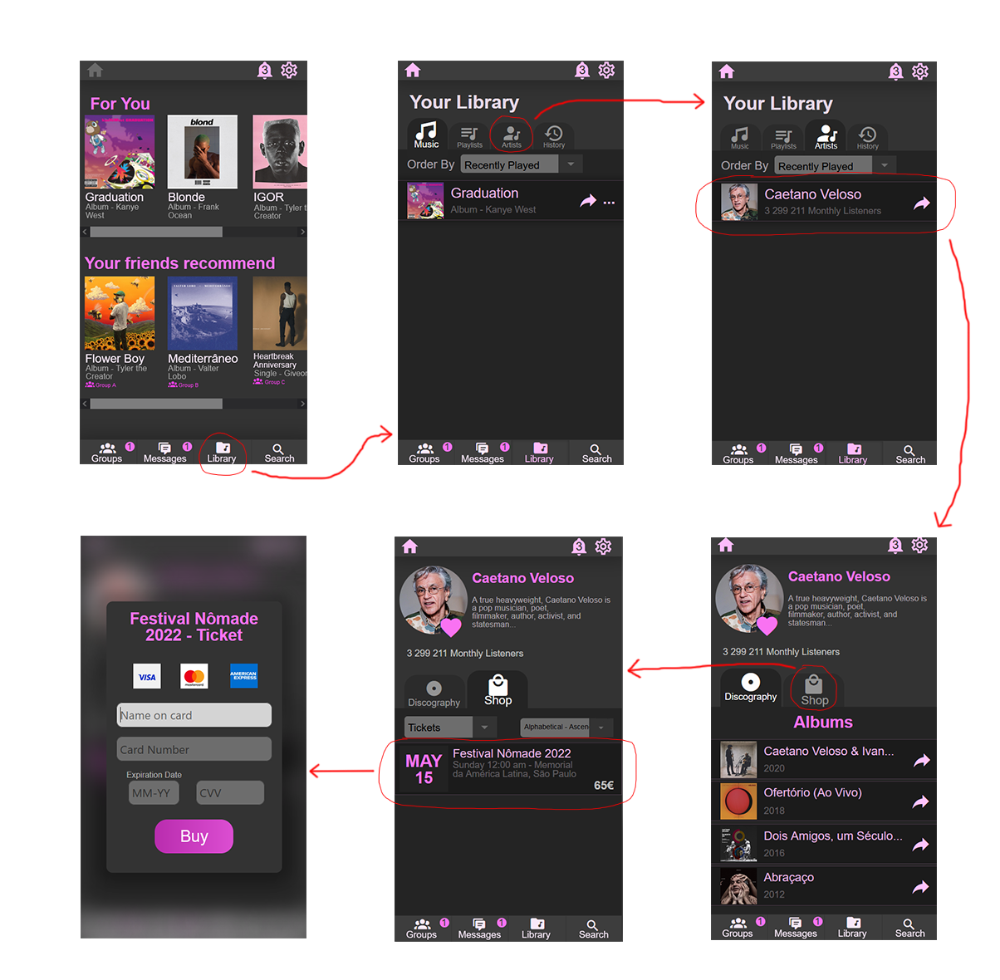 3
For You
blond
Graduation
Album - Kanye
West
Blonde
Album - Frank
Ocean
IGOR
Album - Tyler t
Creator
Your friends recommend
VALTER LOBO - MEDITERRÂNEO
Flower Boy
Album - Tyler the
Creator
Group A
Mediterrâneo
Album - Valter
Lobo
Group B
Heartbreak
Anniversary
Single - Giveo
Group C
Groups
1
Messages
1
Library
Search
3
Your Library
Music
Playlists
Artists
History
Order By
Recently Played
Graduation
Album - Kanye West
Groups
1
Messages
1
Library
Search
3
Your Library
Music
Playlists
Artists
History
Order By
Recently Played
Caetano Veloso
3 299 211 Monthly Listeners
Groups
1
Messages
1
Library
Search
Festival Nômade
2022 - Ticket
VISA
mastercard
AMERICAN
EXPRESS
Name on card
Card Number
Expiration Date
MM-YY
CVV
Buy
3
Caetano Veloso
A true heavyweight, Caetano Veloso is
a pop musician, poet,
filmmaker, author, activist, and
statesman...
3 299 211 Monthly Listeners
Discography
Shop
Tickets
Alphabetical - Ascen
MAY
15
Festival Nômade 2022
Sunday 12:00 am - Memorial
da América Latina, São Paulo
65€
Groups
1
Messages
1
Library
Search
3
Caetano Veloso
A true heavyweight, Caetano Veloso is
a pop musician, poet,
filmmaker, author, activist, and
statesman...
3 299 211 Monthly Listeners
Discography
Shop
Albums
Caetano Veloso & Ivan...
2020
Ofertório (Ao Vivo)
2018
Dois Amigos, um Século...
2016
Abraçaço
2012
Groups
1
Messages
1
Library
Search